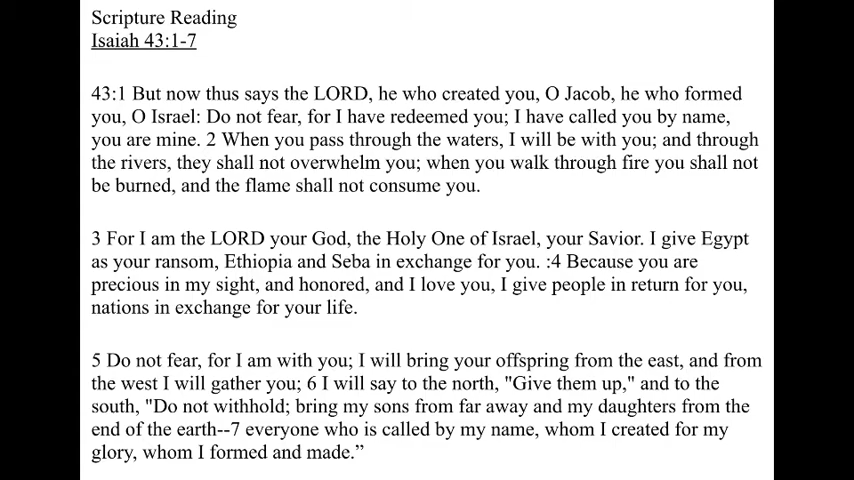 Scripture Reading
Isaiah 43:1-7
43:1 But now thus says the LORD, he who created you, O Jacob, he who formed
you, O Israel: Do not fear, for I have redeemed you; I have called you by name,
you are mine. 2 When you pass through the waters, I will be with you; and through
the rivers, they shall not overwhelm you; when you walk through fire you shall not
be burned, and the flame shall not consume you.
3 For I am the LORD your God, the Holy One of Israel, your Savior. I give Egypt
as your ransom, Ethiopia and Seba in exchange for you. :4 Because you are
precious in my sight, and honored, and I love you, I give people in return for you,
nations in exchange for your life.
5 Do not fear, for I am with you; I will bring your offspring from the east, and from
the west I will gather you; 6 I will say to the north, "Give them up," and to the
south, "Do not withhold; bring my sons from far away and my daughters from the
end of the earth--7 everyone who is called by my name, whom I created for my
glory, whom I formed and made.”